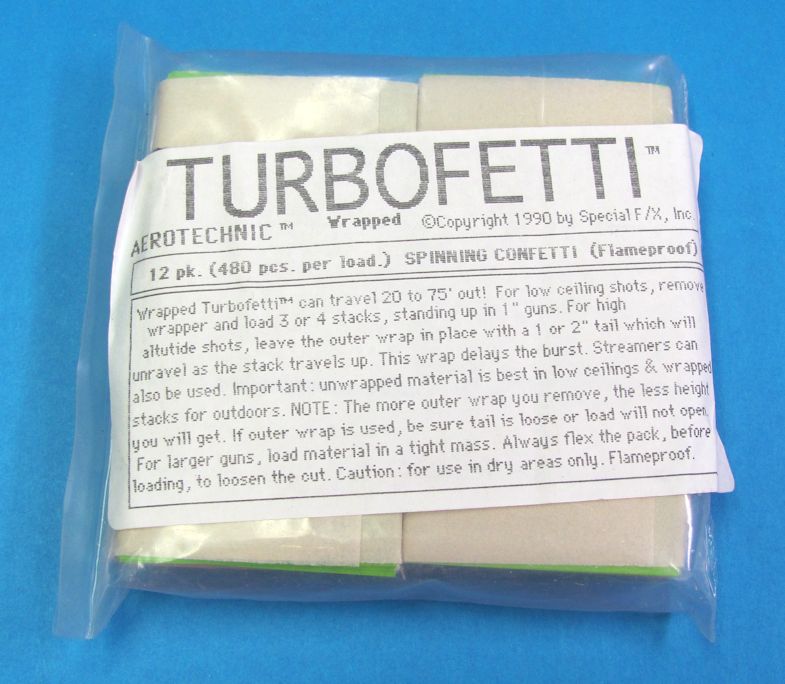 TURBOFETTI™
AEROTECHNIC™ Wrapped ©Copyright 1990 by Special F/X, Inc.
12 pk. (480 pcs. per load.) SPINNING CONFETTI (Flameproof)
Wrapped Turbofetti™ can travel 20 to 75' out! For low ceiling shots, remove
wrapper and load 3 or 4 stacks, standing up in 1" guns. For high
altutide shots, leave the outer wrap in place with a 1 or 2" tail which will
unravel as the stack travels up. This wrap delays the burst. Streamers can
also be used. Important: unwrapped material is best in low ceilings & wrapped
stacks for outdoors. NOTE: The more outer wrap you remove, the less height
you will get. If outer wrap is used, be sure tail is loose or load will not open.
For larger guns, load material in a tight mass. Always flex the pack, before
loading, to loosen the cut. Caution: for use in dry areas only. Flameproof.